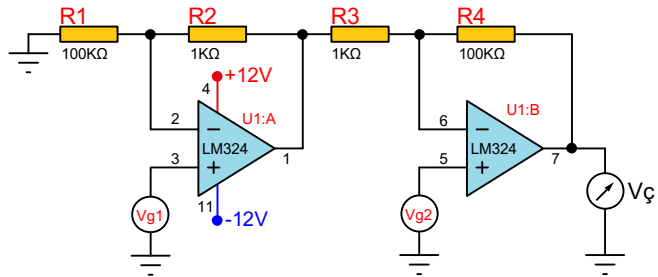 R1 R2 R3 R4
100KΩ 1KΩ 1KΩ 100KΩ
+12V
4 U1:A U1:B
2 6
LM324 LM324
3 1 5 7
11 Vç
Vg1 -12V Vg2